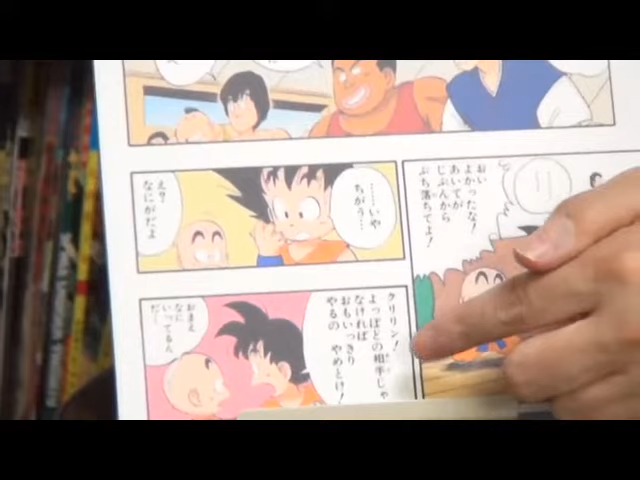 おい
よかったな!
あいてが
じぶんから
ぶち落ちてよ!
……いや
ちがう…
え?
なにがだよ
クリリン!
よっぽどの相手じゃ
なければ
おもいっきり
やるの やめとけ!
おまえ
なに
いってるん
だ…